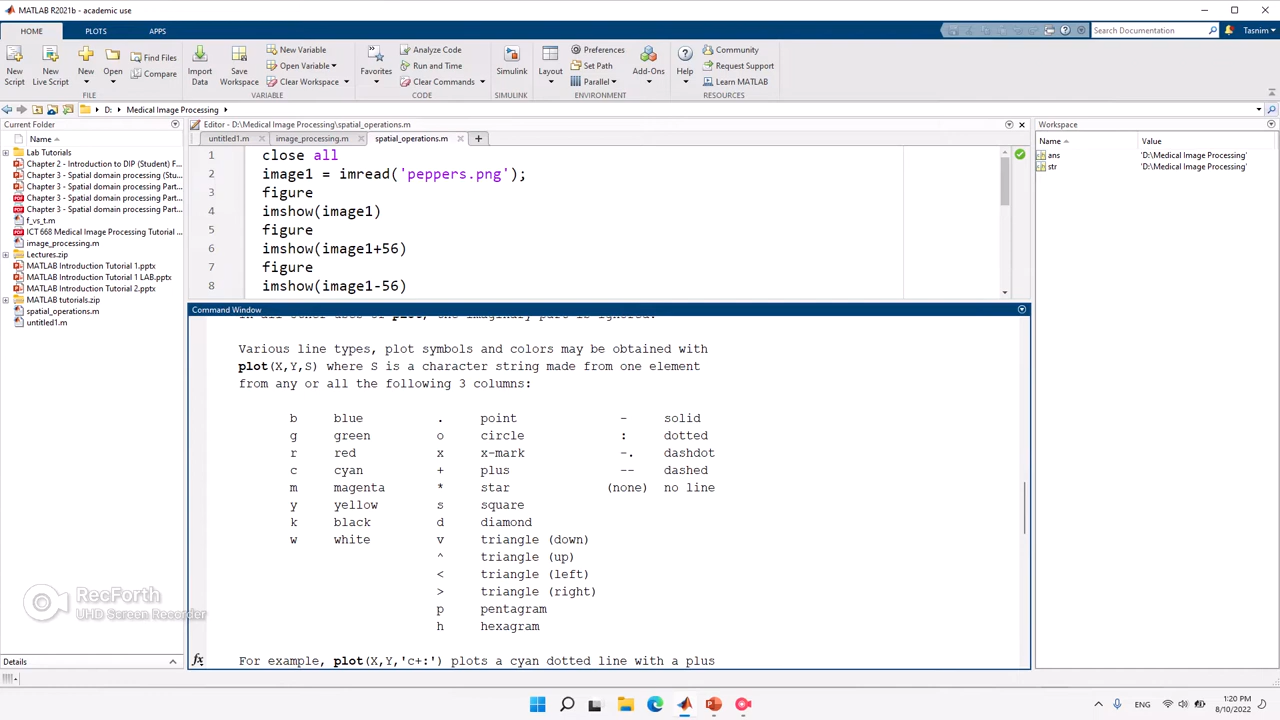 MATLAB R2021b - academic use
HOME PLOTS APPS
Search Documentation Tasnim
New Script New Live Script New Open Find Files Compare
Import Data Save Workspace New Variable Open Variable Clear Workspace
Favorites Analyze Code Run and Time Clear Commands
Simulink Layout Preferences Set Path Parallel Add-Ons
Help Community Request Support Learn MATLAB
FILE VARIABLE CODE SIMULINK ENVIRONMENT RESOURCES
D: Medical Image Processing
Current Folder
Name
Lab Tutorials
Chapter 2 - Introduction to DIP (Student) F...
Chapter 3 - Spatial domain processing (Stu...
Chapter 3 - Spatial domain processing Part...
Chapter 3 - Spatial domain processing (Stu...
Chapter 3 - Spatial domain processing Part...
f_vs_t.m
ICT 668 Medical Image Processing Tutorial ...
image_processing.m
Lectures.zip
MATLAB Introduction Tutorial 1.pptx
MATLAB Introduction Tutorial 1 LAB.pptx
MATLAB Introduction Tutorial 2.pptx
MATLAB tutorials.zip
spatial_operations.m
untitled1.m
Details
Editor - D:\Medical Image Processing\spatial_operations.m
untitled1.m image_processing.m spatial_operations.m
1 close all
2 image1 = imread('peppers.png');
3 figure
4 imshow(image1)
5 figure
6 imshow(image1+56)
7 figure
8 imshow(image1-56)
Command Window
In all other uses of plot, the imaginary part is ignored.
Various line types, plot symbols and colors may be obtained with
plot(X,Y,S) where S is a character string made from one element
from any or all the following 3 columns:
b blue . point - solid
g green o circle : dotted
r red x x-mark -. dashdot
c cyan + plus -- dashed
m magenta * star (none) no line
y yellow s square
k black d diamond
w white v triangle (down)
^ triangle (up)
< triangle (left)
> triangle (right)
p pentagram
h hexagram
fx For example, plot(X,Y,'c+:') plots a cyan dotted line with a plus
Workspace
Name Value
ans 'D:\Medical Image Processing'
str 'D:\Medical Image Processing'
RecForth
UHD Screen Recorder
ENG 1:20 PM
8/10/2022